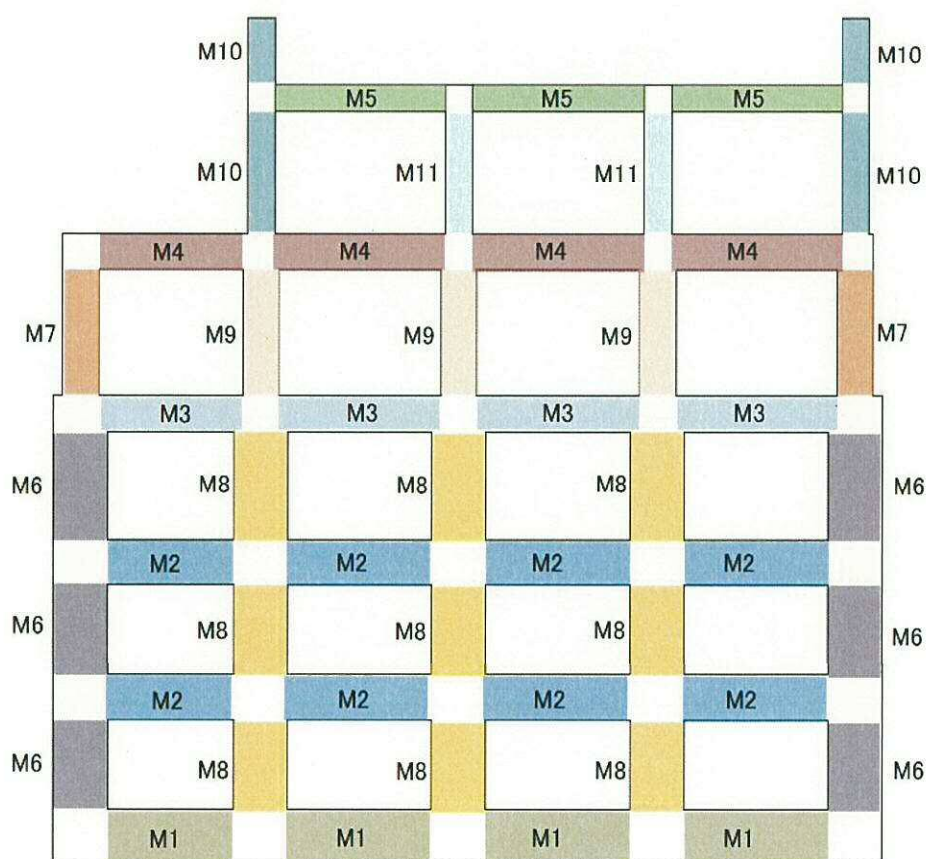 M10 M10
M5 M5 M5
M10 M11 M11 M10
M4 M4 M4 M4
M7 M9 M9 M9 M7
M3 M3 M3 M3
M6 M8 M8 M8 M6
M2 M2 M2 M2
M6 M8 M8 M8 M6
M2 M2 M2 M2
M6 M8 M8 M8 M6
M1 M1 M1 M1